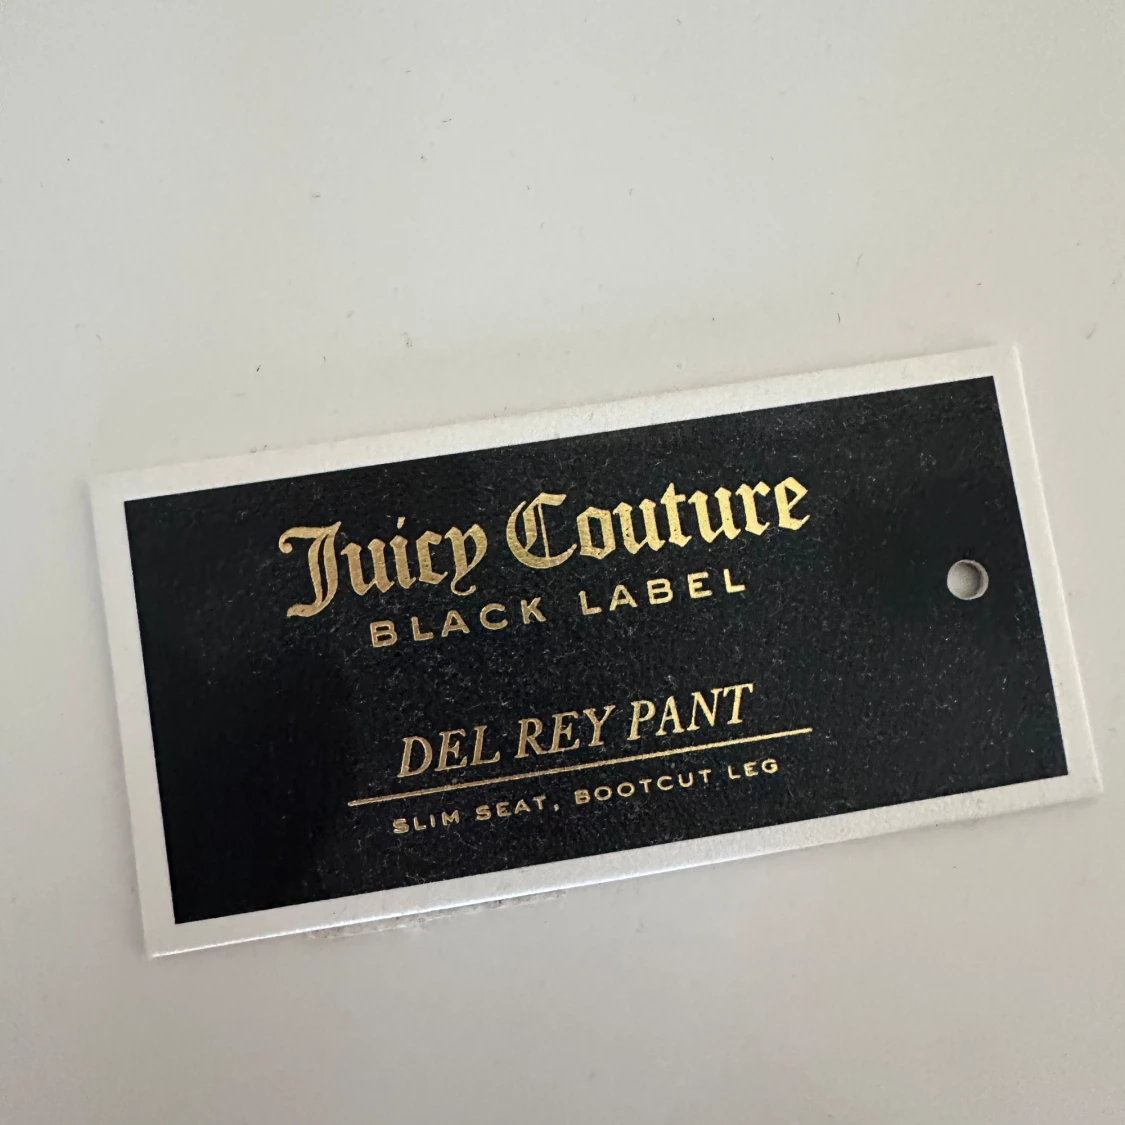 Juicy Couture
BLACK LABEL
DEL REY PANT
SLIM SEAT, BOOTCUT LEG